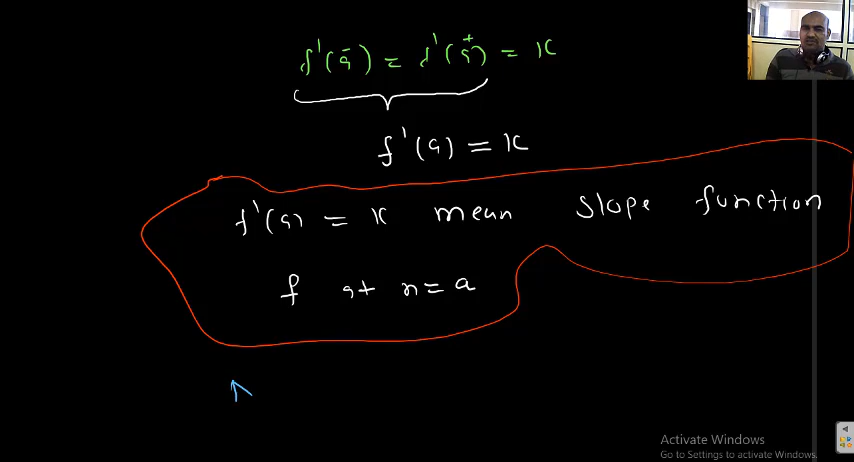 f'(a⁻) = f'(a⁺) = K
f'(a) = K
f'(a) = K mean slope function
f at x = a
Activate Windows
Go to Settings to activate Windows.